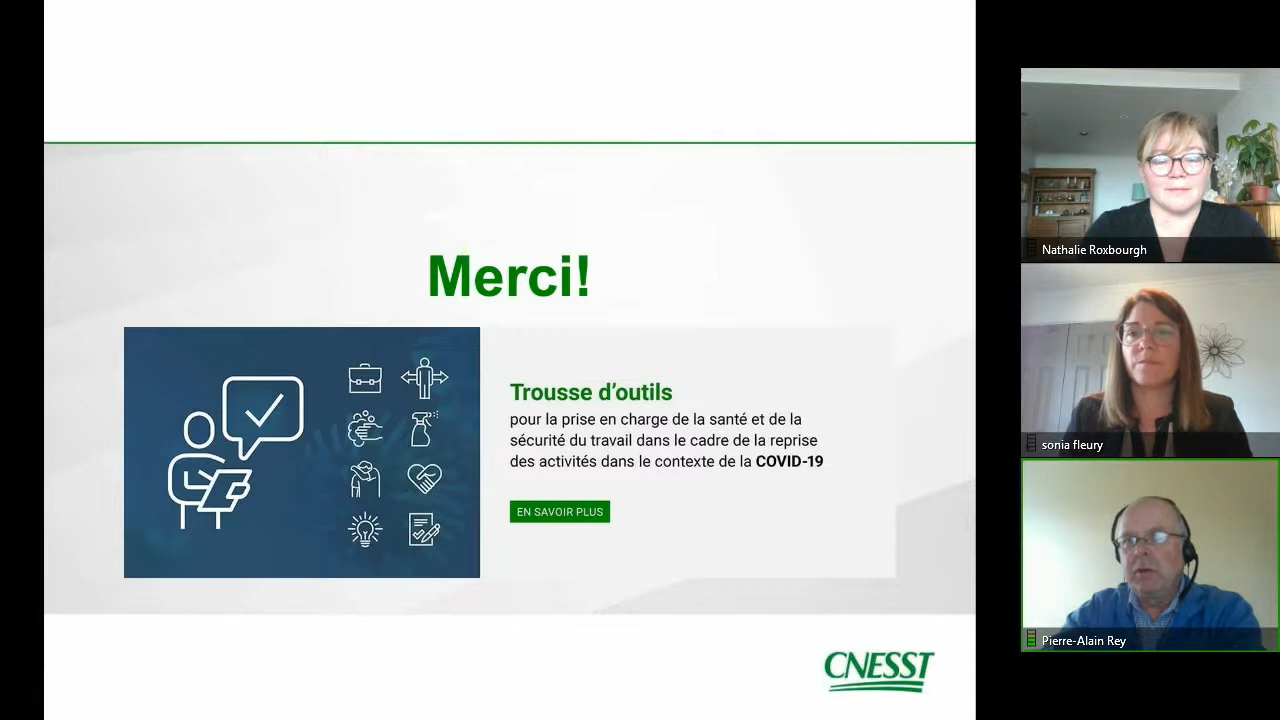 Merci!
Trousse d’outils
pour la prise en charge de la santé et de la
sécurité du travail dans le cadre de la reprise
des activités dans le contexte de la COVID-19
EN SAVOIR PLUS
CNESST
Nathalie Roxbourgh
sonia fleury
Pierre-Alain Rey